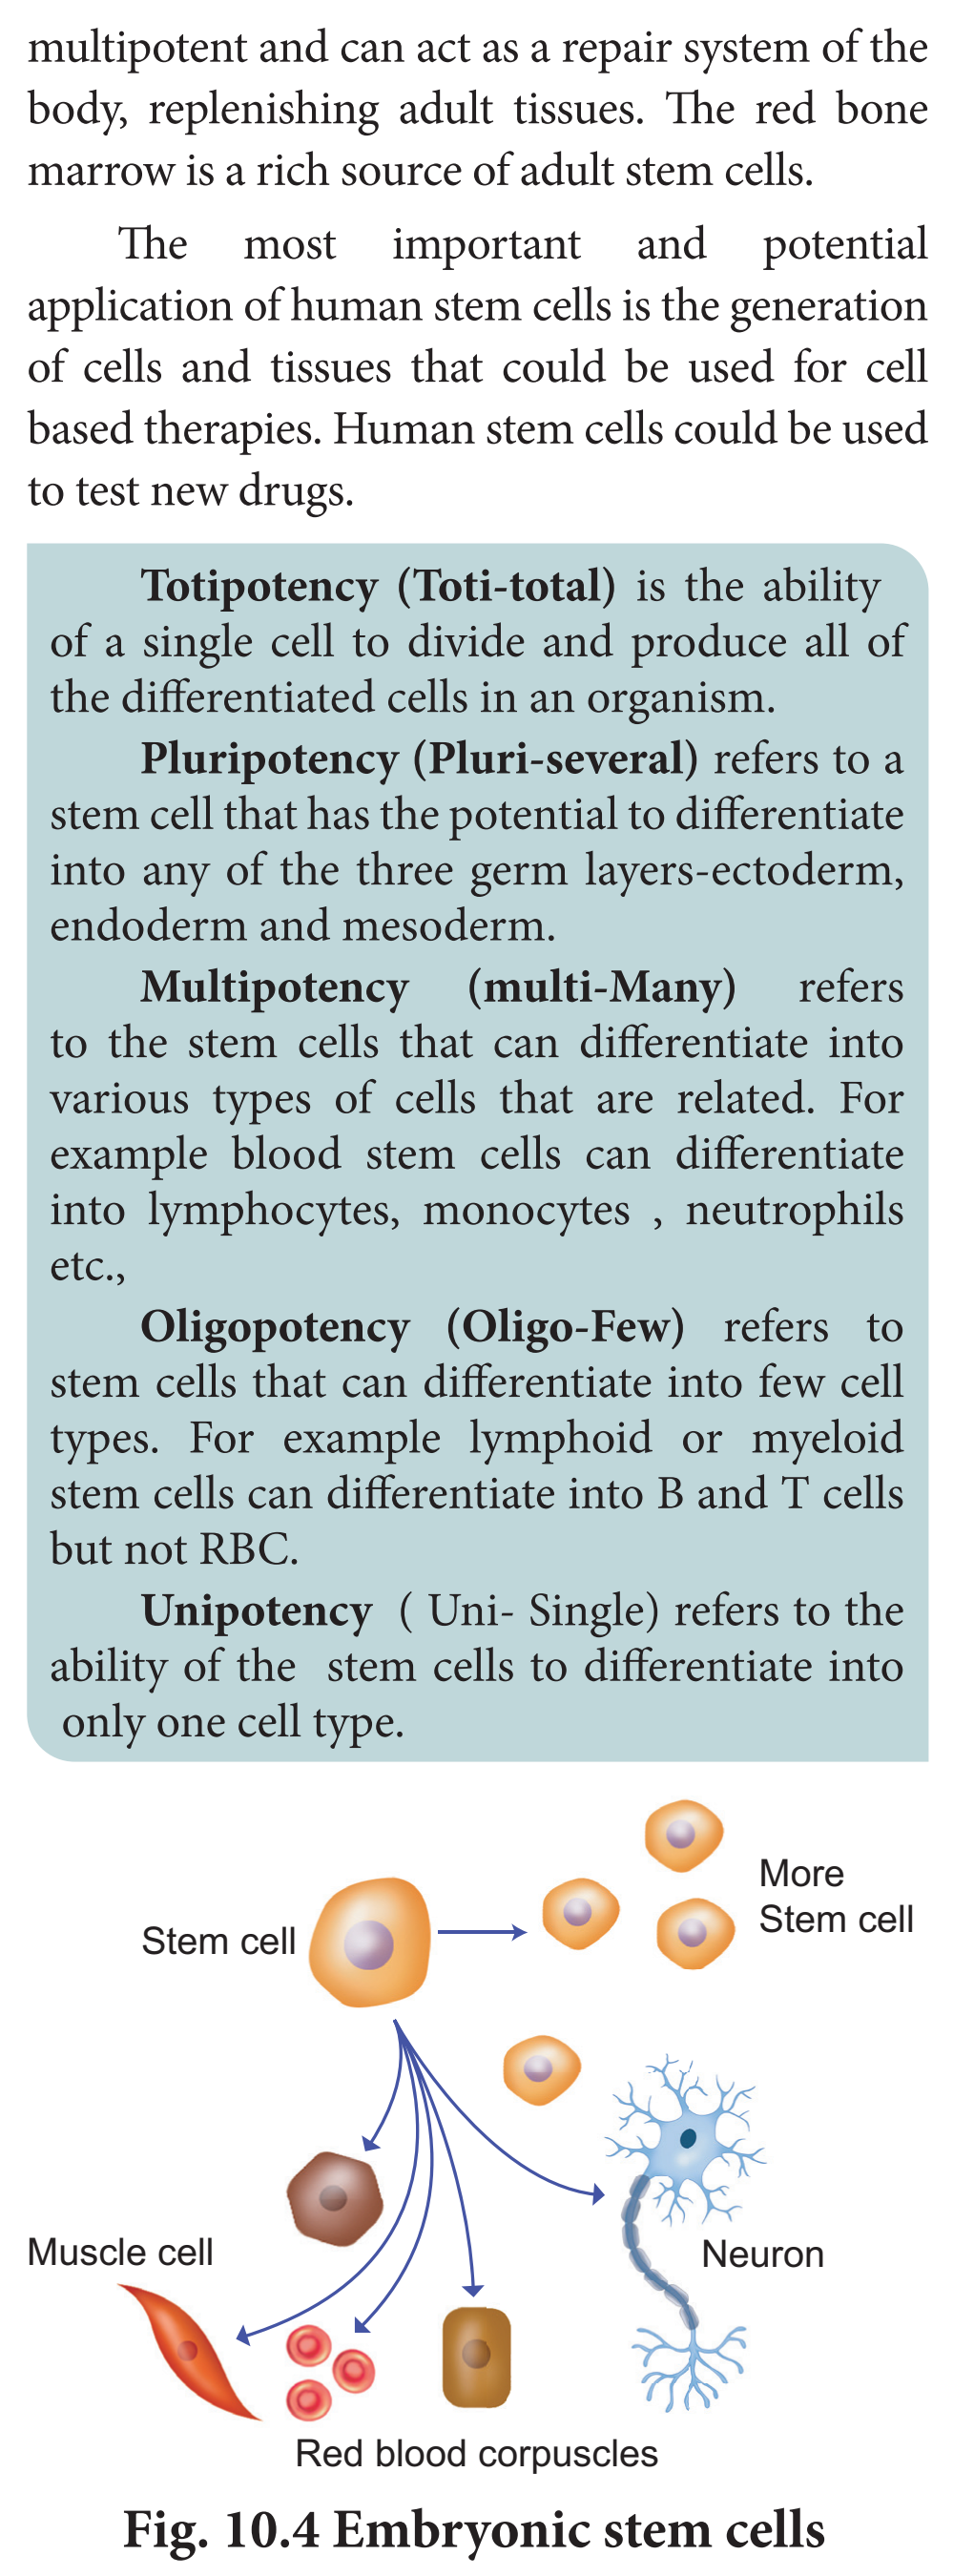 multipotent and can act as a repair system of the
body, replenishing adult tissues. The red bone
marrow is a rich source of adult stem cells.
The most important and potential
application of human stem cells is the generation
of cells and tissues that could be used for cell
based therapies. Human stem cells could be used
to test new drugs.
Totipotency (Toti-total) is the ability
of a single cell to divide and produce all of
the differentiated cells in an organism.
Pluripotency (Pluri-several) refers to a
stem cell that has the potential to differentiate
into any of the three germ layers-ectoderm,
endoderm and mesoderm.
Multipotency (multi-Many) refers
to the stem cells that can differentiate into
various types of cells that are related. For
example blood stem cells can differentiate
into lymphocytes, monocytes , neutrophils
etc.,
Oligopotency (Oligo-Few) refers to
stem cells that can differentiate into few cell
types. For example lymphoid or myeloid
stem cells can differentiate into B and T cells
but not RBC.
Unipotency ( Uni- Single) refers to the
ability of the stem cells to differentiate into
only one cell type.
More
Stem cell
Stem cell
Muscle cell
Neuron
Red blood corpuscles
Fig. 10.4 Embryonic stem cells